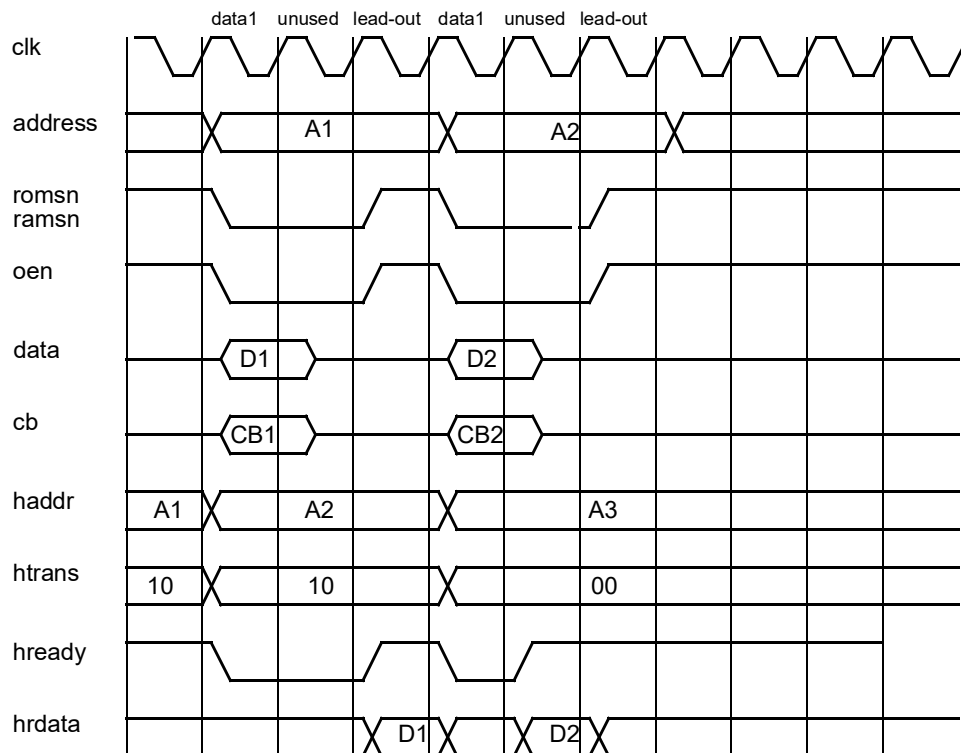 data1 unused lead-out data1 unused lead-out
clk
address A1 A2
romsn
ramsn
oen
data D1 D2
cb CB1 CB2
haddr A1 A2 A3
htrans 10 10 00
hready
hrdata D1 D2